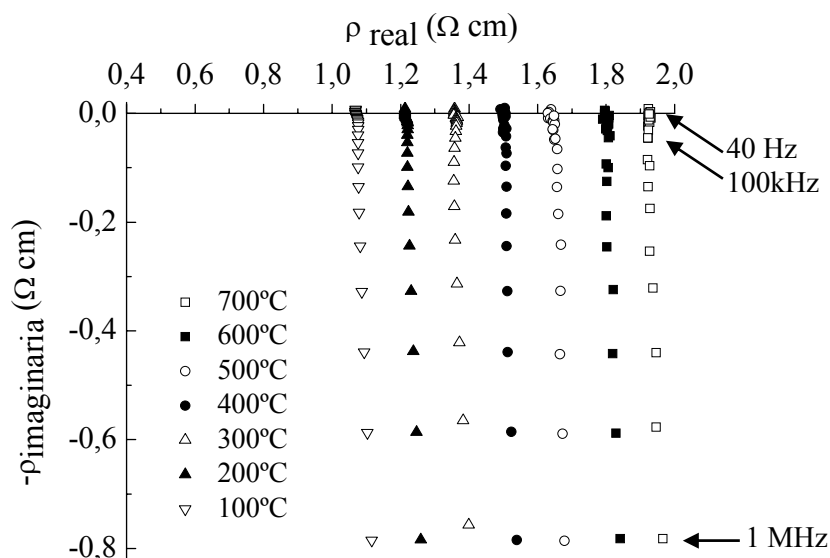 ρ real (Ω cm)
0,4 0,6 0,8 1,0 1,2 1,4 1,6 1,8 2,0
0,0
-0,2
-0,4
-0,6
-0,8
-ρimaginaria (Ω cm)
40 Hz
100kHz
1 MHz
700ºC
600ºC
500ºC
400ºC
300ºC
200ºC
100ºC